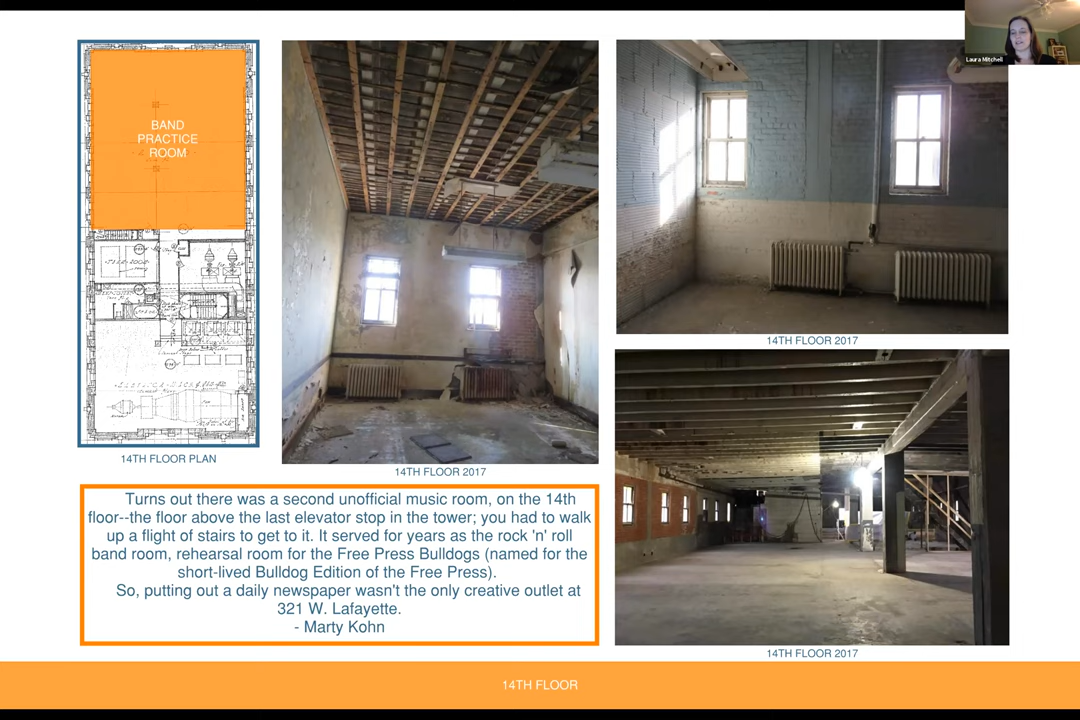 Laura Mitchell
BAND
PRACTICE
ROOM
14TH FLOOR PLAN
14TH FLOOR 2017
14TH FLOOR 2017
14TH FLOOR 2017
Turns out there was a second unofficial music room, on the 14th
floor--the floor above the last elevator stop in the tower; you had to walk
up a flight of stairs to get to it. It served for years as the rock 'n' roll
band room, rehearsal room for the Free Press Bulldogs (named for the
short-lived Bulldog Edition of the Free Press).
So, putting out a daily newspaper wasn't the only creative outlet at
321 W. Lafayette.
- Marty Kohn
14TH FLOOR